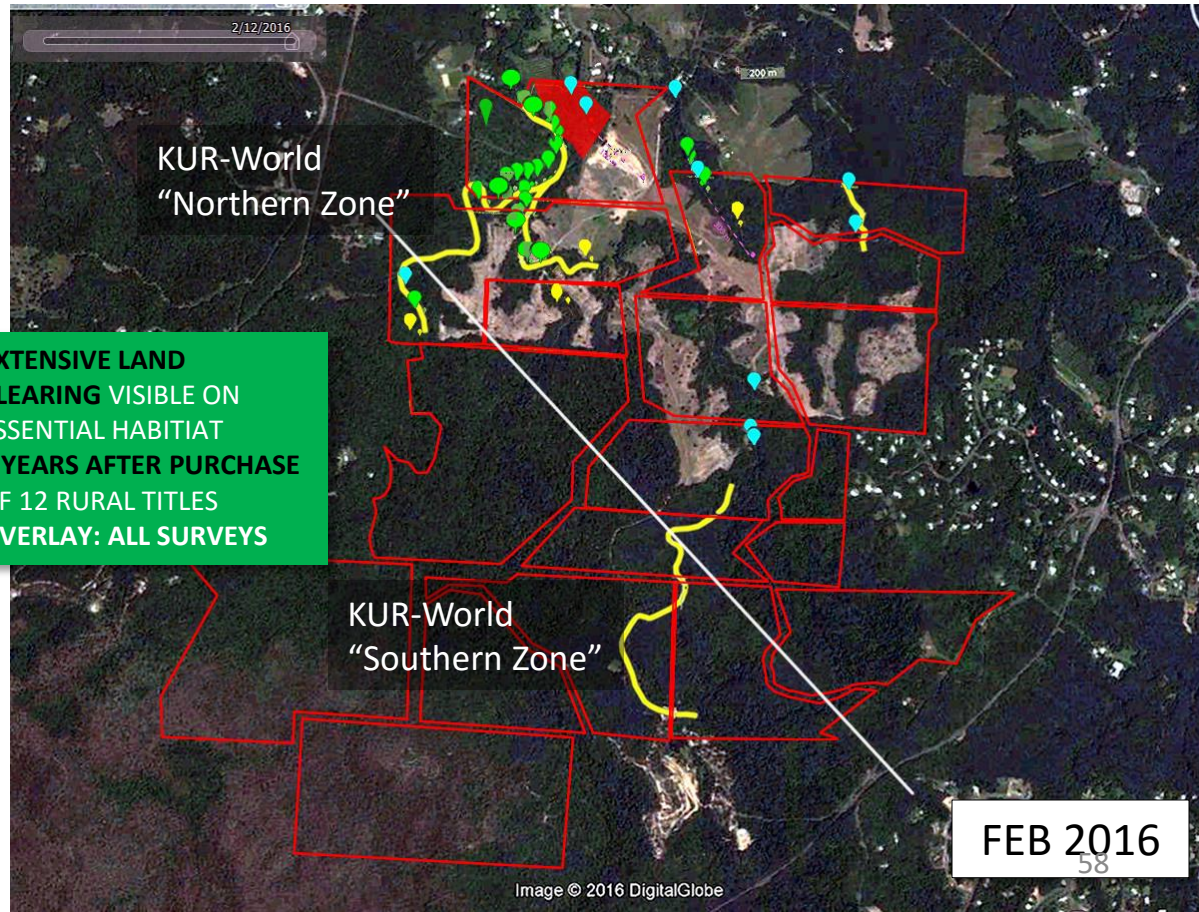 2/12/2016
200 m
KUR-World
“Northern Zone”
XTENSIVE LAND
LEARING VISIBLE ON
SSENTIAL HABITIAT
YEARS AFTER PURCHASE
F 12 RURAL TITLES
VERLAY: ALL SURVEYS
KUR-World
“Southern Zone”
FEB 2016
58
Image © 2016 DigitalGlobe